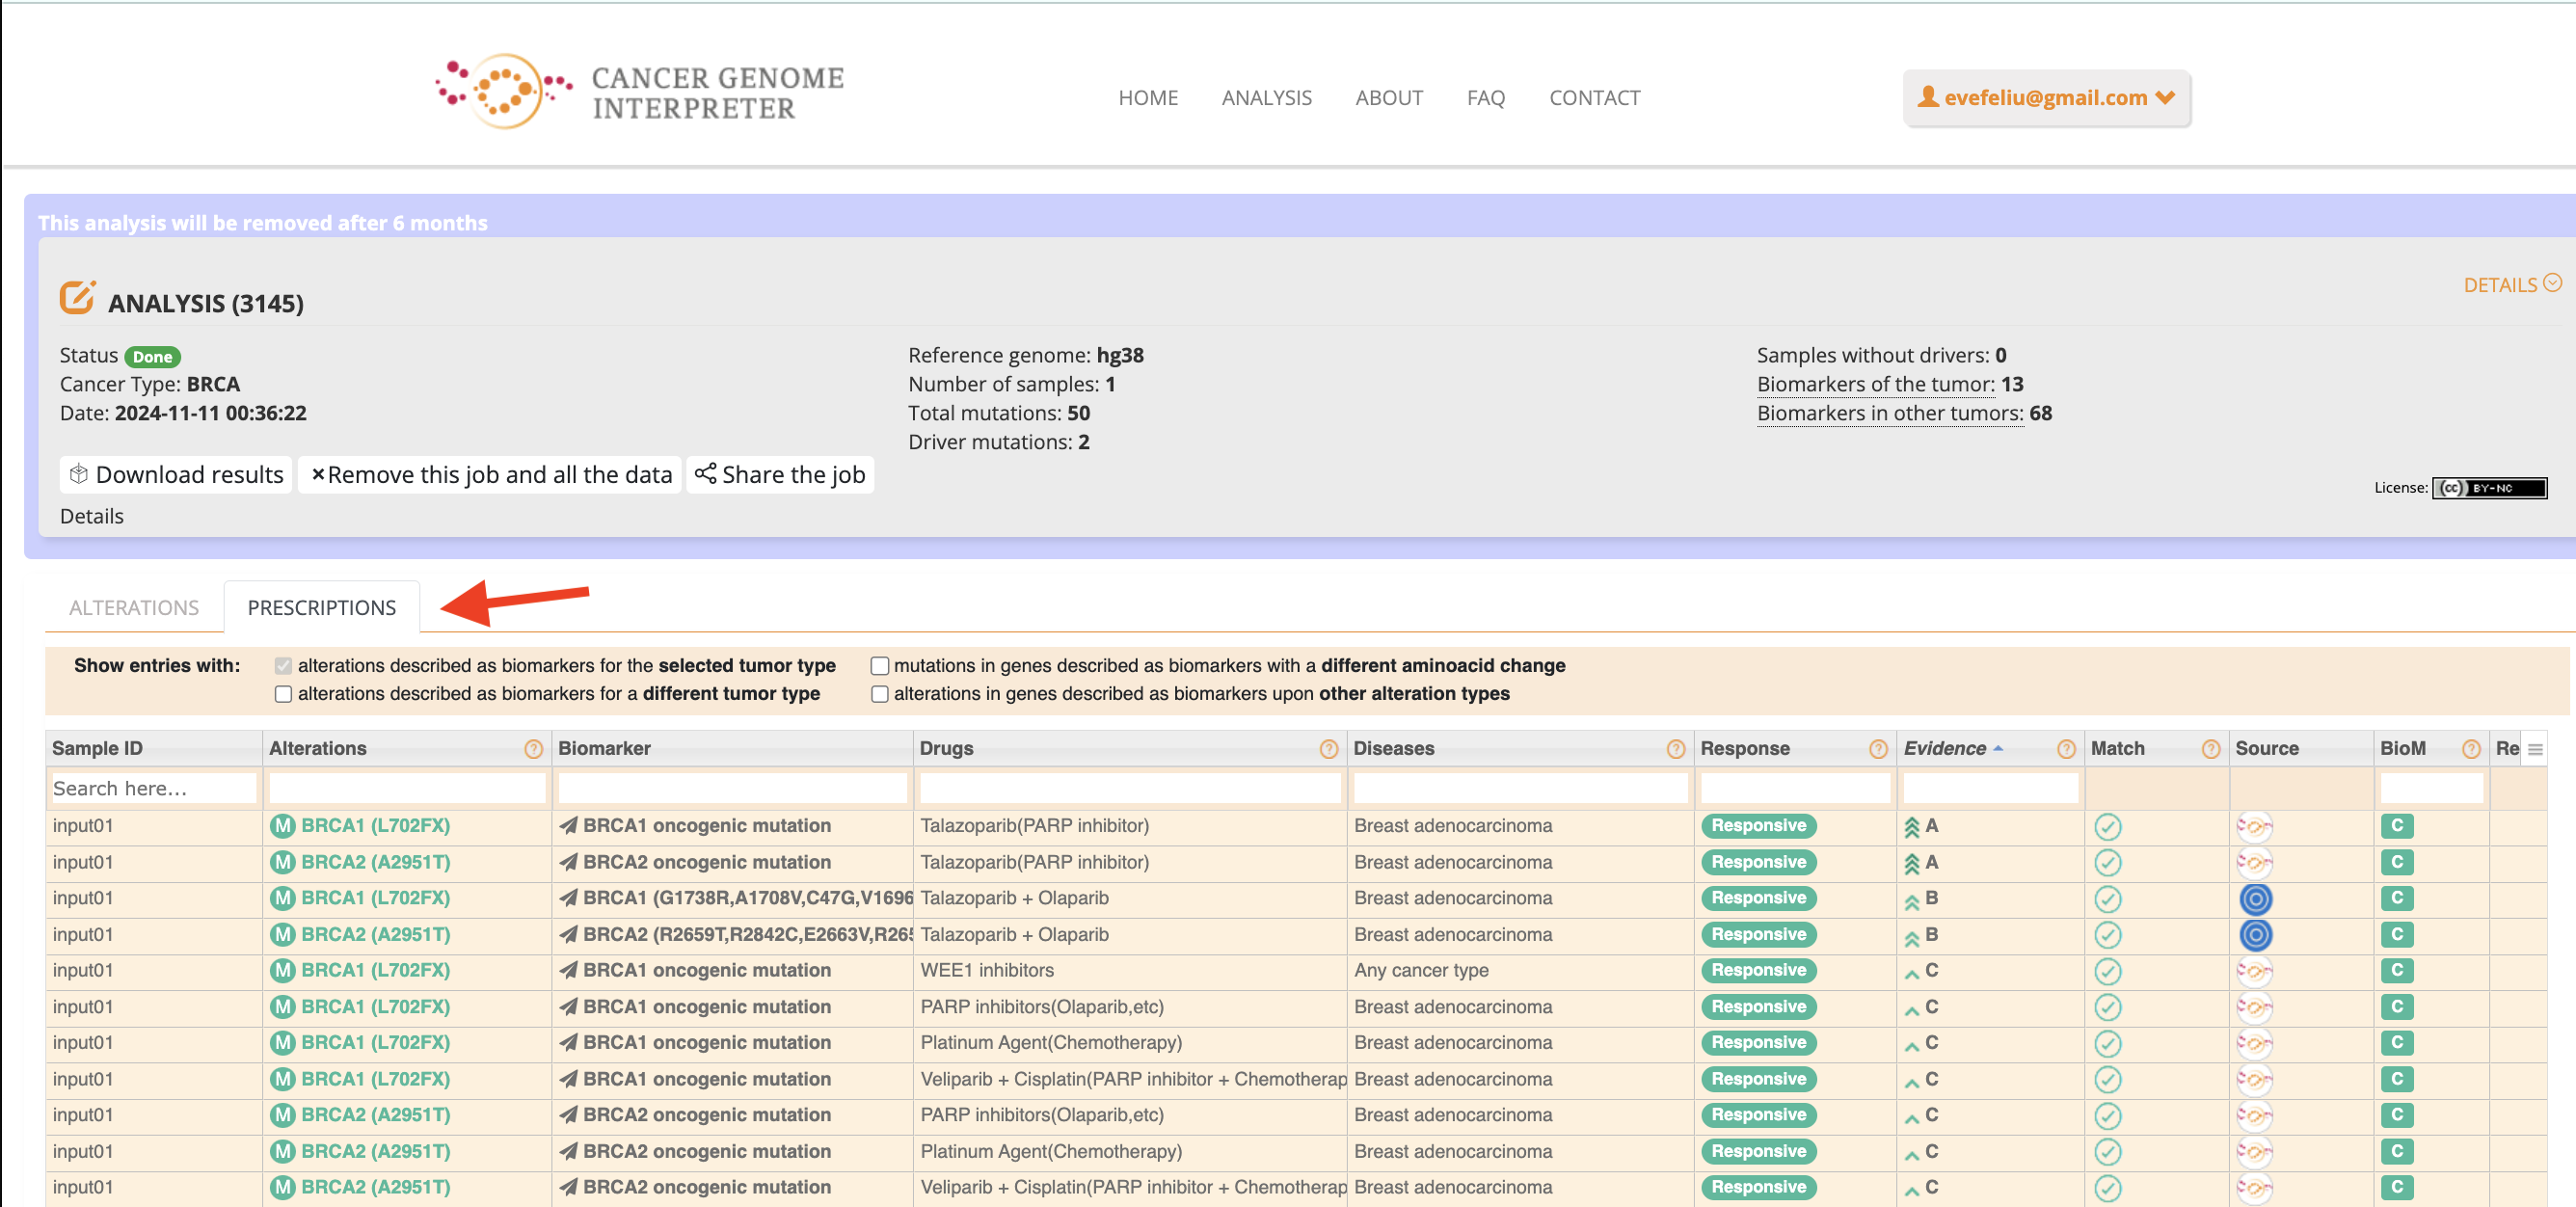 CANCER GENOME
INTERPRETER
HOME ANALYSIS ABOUT FAQ CONTACT
evefeliu@gmail.com
This analysis will be removed after 6 months
ANALYSIS (3145)
DETAILS
Status Done
Cancer Type: BRCA
Date: 2024-11-11 00:36:22
Reference genome: hg38
Number of samples: 1
Total mutations: 50
Driver mutations: 2
Samples without drivers: 0
Biomarkers of the tumor: 13
Biomarkers in other tumors: 68
Download results ×Remove this job and all the data Share the job
License: (cc) BY-NC
Details
ALTERATIONS PRESCRIPTIONS
Show entries with: alterations described as biomarkers for the selected tumor type mutations in genes described as biomarkers with a different aminoacid change
alterations described as biomarkers for a different tumor type alterations in genes described as biomarkers upon other alteration types
Sample ID Alterations ? Biomarker Drugs ? Diseases ? Response ? Evidence ? Match ? Source BioM ? Re
Search here...
input01 M BRCA1 (L702FX) BRCA1 oncogenic mutation Talazoparib(PARP inhibitor) Breast adenocarcinoma Responsive A C
input01 M BRCA2 (A2951T) BRCA2 oncogenic mutation Talazoparib(PARP inhibitor) Breast adenocarcinoma Responsive A C
input01 M BRCA1 (L702FX) BRCA1 (G1738R,A1708V,C47G,V1696 Talazoparib + Olaparib Breast adenocarcinoma Responsive B C
input01 M BRCA2 (A2951T) BRCA2 (R2659T,R2842C,E2663V,R265 Talazoparib + Olaparib Breast adenocarcinoma Responsive B C
input01 M BRCA1 (L702FX) BRCA1 oncogenic mutation WEE1 inhibitors Any cancer type Responsive C C
input01 M BRCA1 (L702FX) BRCA1 oncogenic mutation PARP inhibitors(Olaparib,etc) Breast adenocarcinoma Responsive C C
input01 M BRCA1 (L702FX) BRCA1 oncogenic mutation Platinum Agent(Chemotherapy) Breast adenocarcinoma Responsive C C
input01 M BRCA1 (L702FX) BRCA1 oncogenic mutation Veliparib + Cisplatin(PARP inhibitor + Chemotherap Breast adenocarcinoma Responsive C C
input01 M BRCA2 (A2951T) BRCA2 oncogenic mutation PARP inhibitors(Olaparib,etc) Breast adenocarcinoma Responsive C C
input01 M BRCA2 (A2951T) BRCA2 oncogenic mutation Platinum Agent(Chemotherapy) Breast adenocarcinoma Responsive C C
input01 M BRCA2 (A2951T) BRCA2 oncogenic mutation Veliparib + Cisplatin(PARP inhibitor + Chemotherap Breast adenocarcinoma Responsive C C